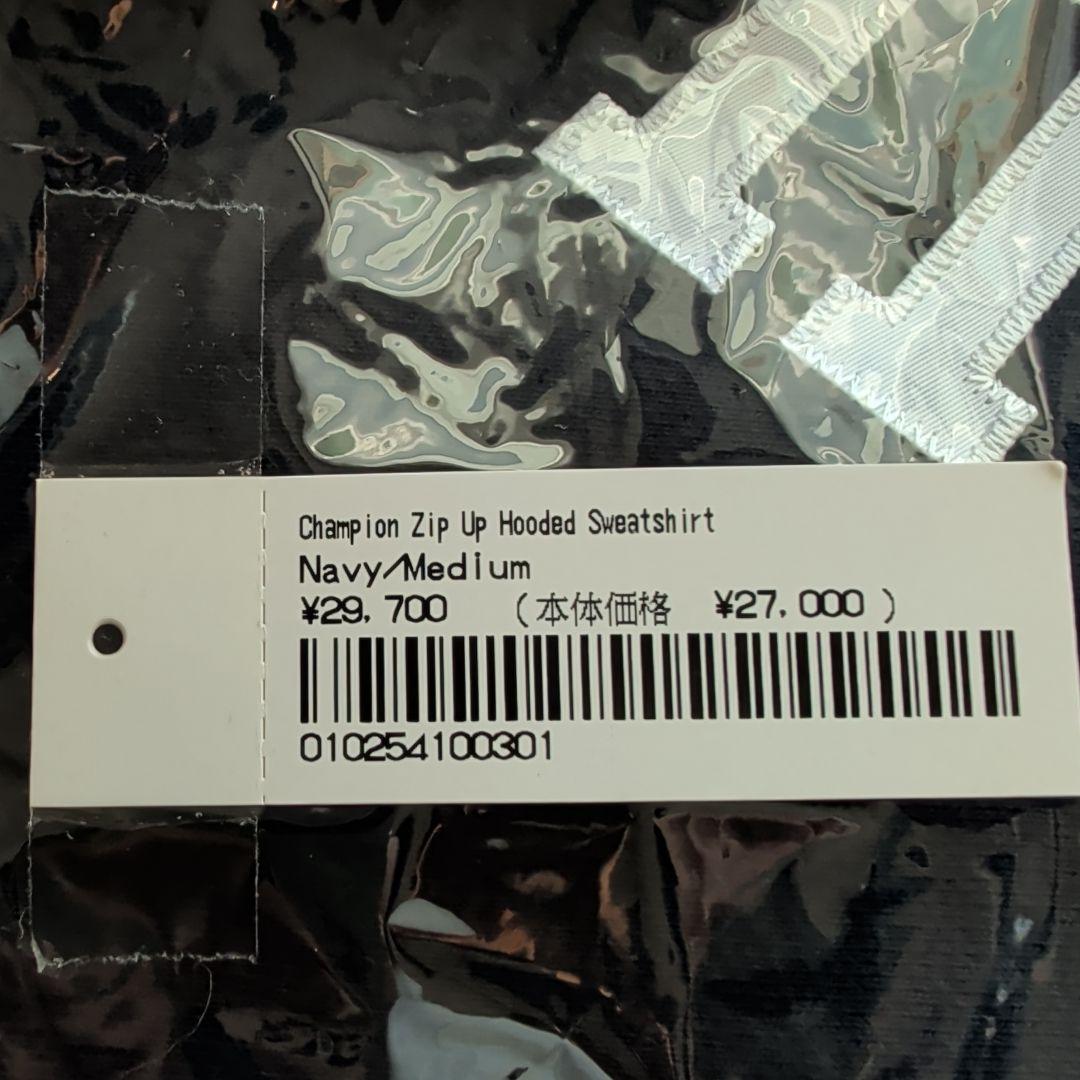 Champion Zip Up Hooded Sweatshirt
Navy/Medium
¥29,700 (本体価格 ¥27,000 )
010254100301